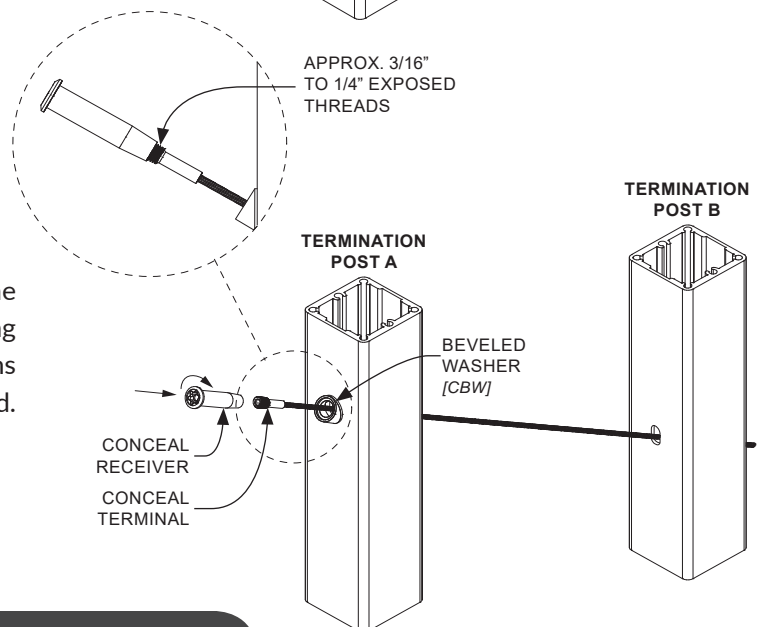 APPROX. 3/16”
TO 1/4” EXPOSED
THREADS
TERMINATION
POST B
TERMINATION
POST A
BEVELED
WASHER
[CBW]
CONCEAL
RECEIVER
CONCEAL
TERMINAL